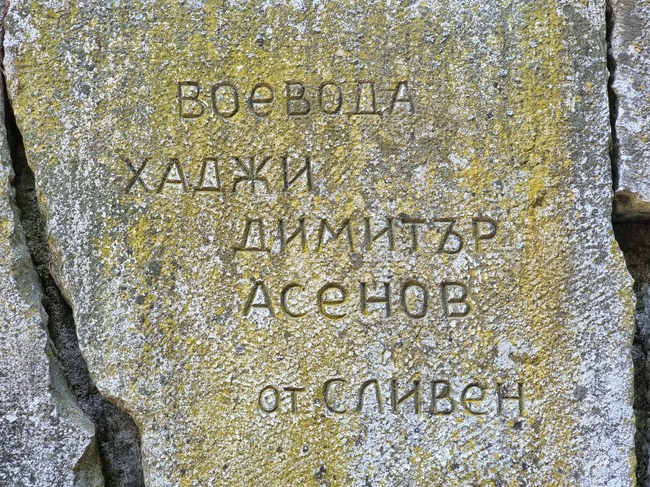 ВОеВОДА
ХАДЖИ
ДИМИТЪР
АСеНОВ
от СЛИВеН